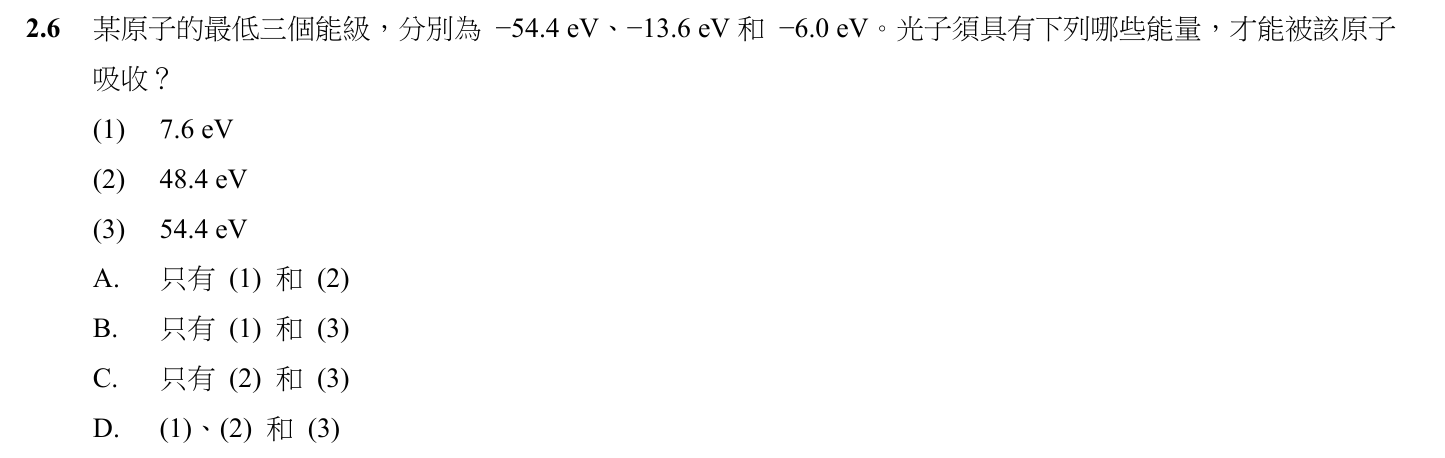 2.6 某原子的最低三個能級，分別為 −54.4 eV、−13.6 eV 和 −6.0 eV。光子須具有下列哪些能量，才能被該原子
吸收？
(1) 7.6 eV
(2) 48.4 eV
(3) 54.4 eV
A. 只有 (1) 和 (2)
B. 只有 (1) 和 (3)
C. 只有 (2) 和 (3)
D. (1)、(2) 和 (3)